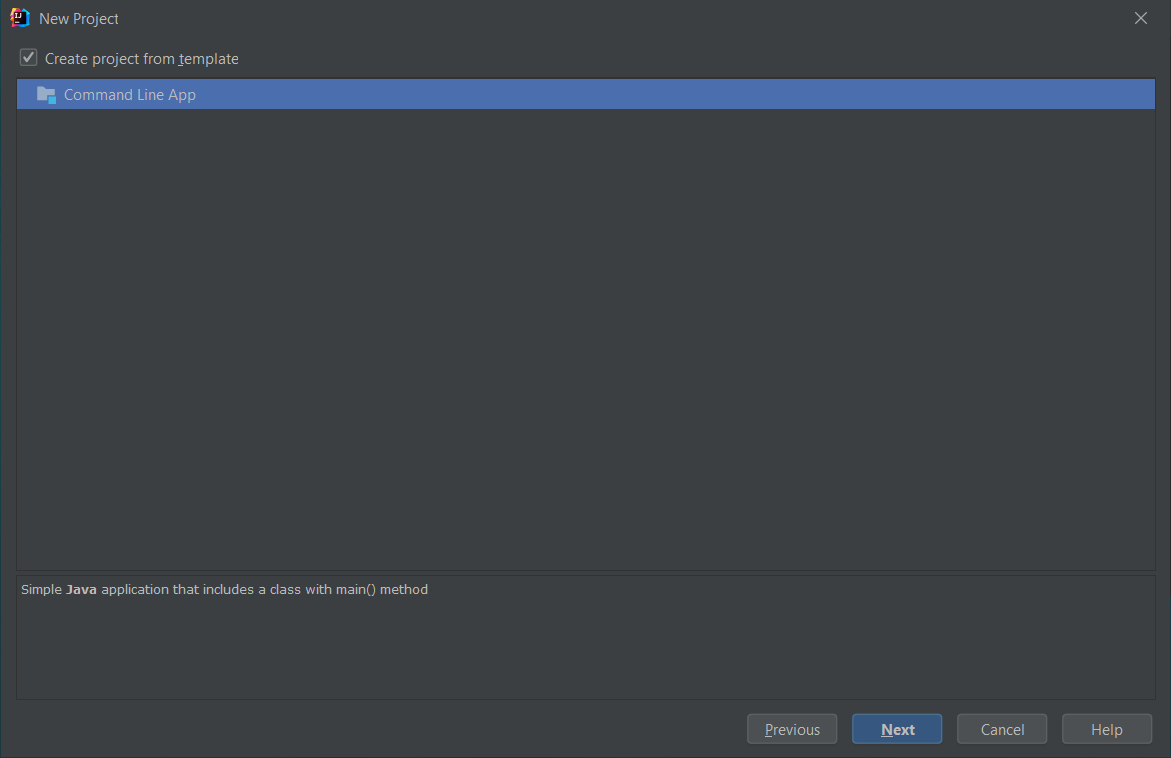 New Project
Create project from template
Command Line App
Simple Java application that includes a class with main() method
Previous Next Cancel Help